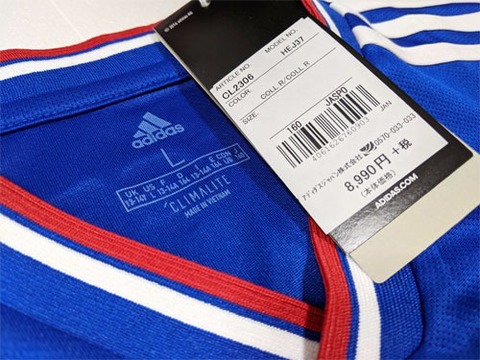 ARTICLE NO.
CL2306
MODEL NO.
HEJ37
COLOR:
COLL R/COLL R
SIZE:
160
JASPO
JAN
4061626760903
アディダスジャパン株式会社
0570-033-033
8,990円 +税
(本体価格)
ADIDAS.COM
adidas
L
UK
US
F
D
E
J
CLIMALITE
MADE IN VIETNAM